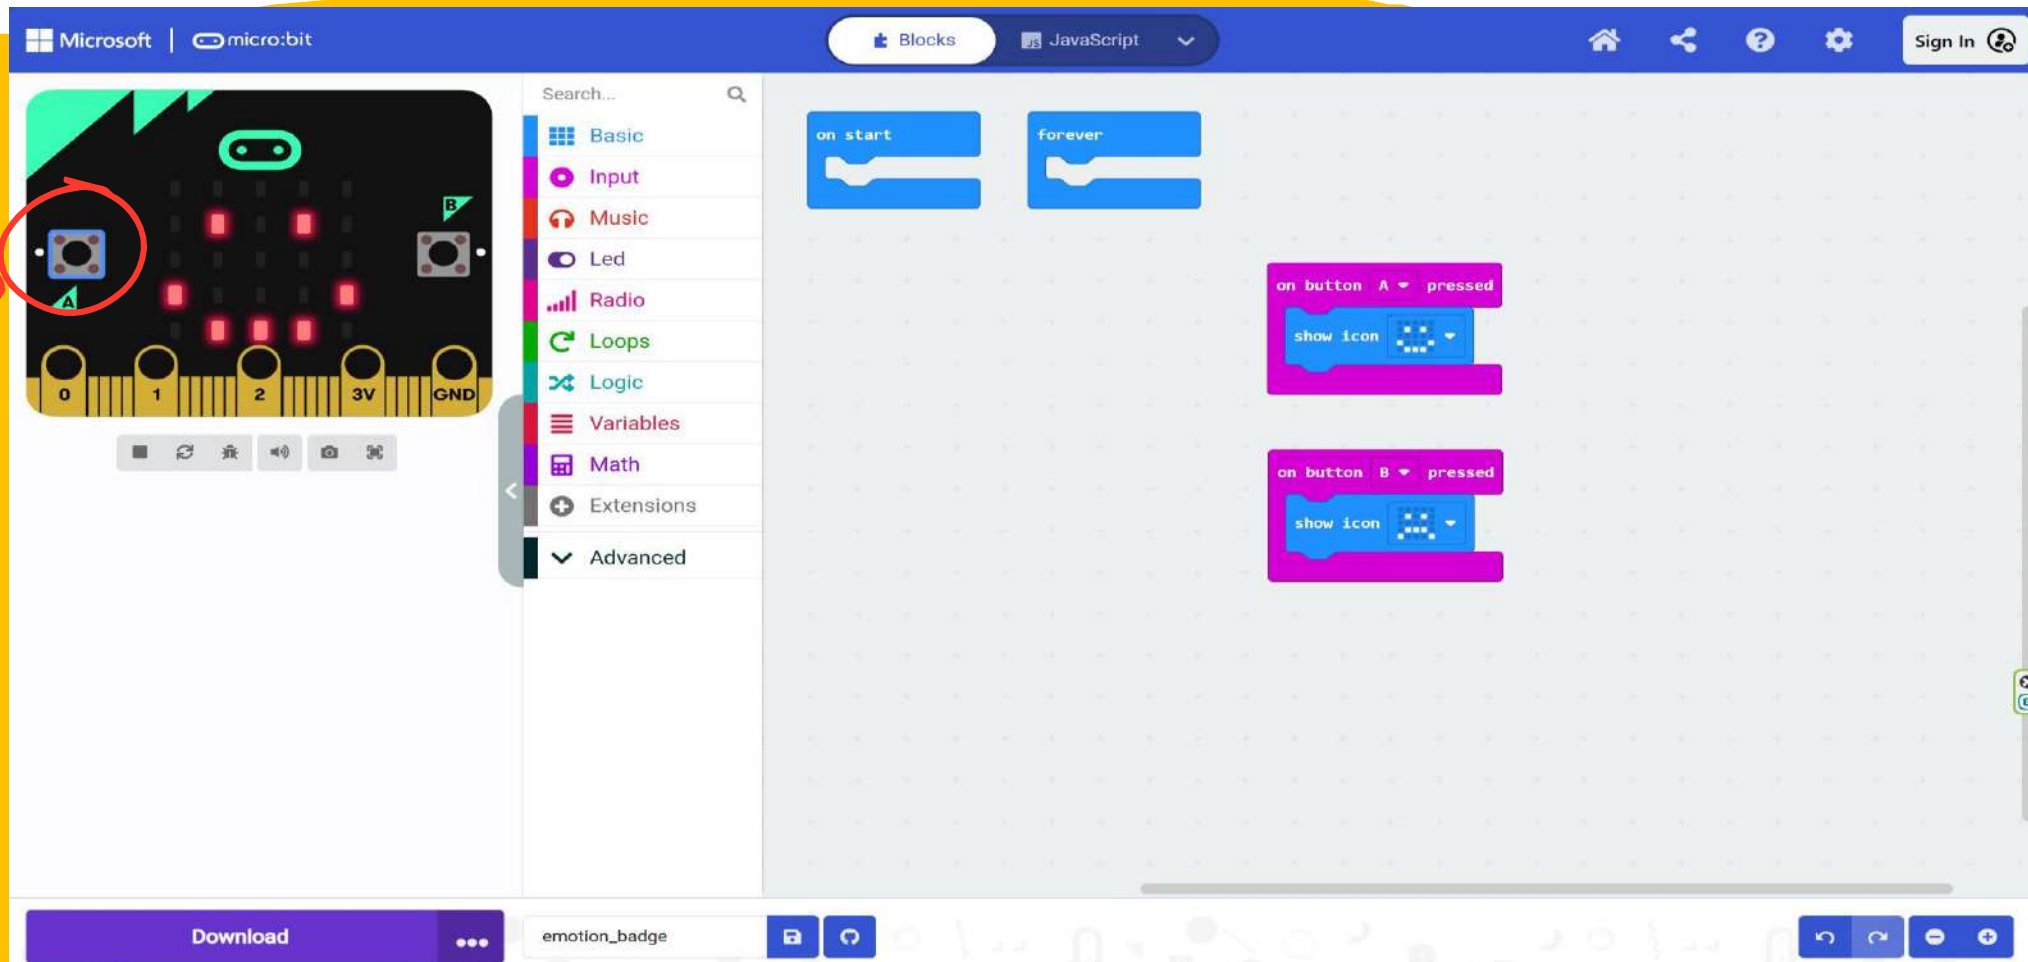 Microsoft | micro:bit
Blocks
JS JavaScript
Sign In
B
A
0 1 2 3V GND
Search...
Basic
Input
Music
Led
Radio
Loops
Logic
Variables
Math
Extensions
Advanced
on start
forever
on button A pressed
show icon
on button B pressed
show icon
Download
emotion_badge